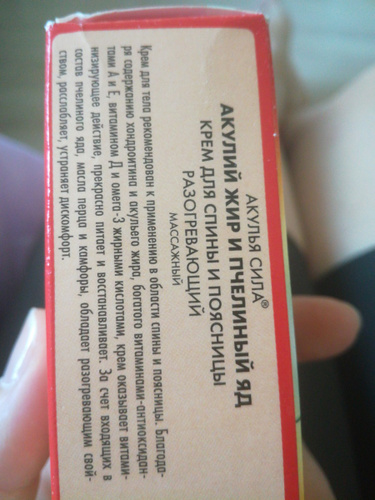 АКУЛЬЯ СИЛА®
АКУЛИЙ ЖИР И ПЧЕЛИНЫЙ ЯД
КРЕМ ДЛЯ СПИНЫ И ПОЯСНИЦЫ
РАЗОГРЕВАЮЩИЙ
МАССАЖНЫЙ
Крем для тела рекомендован к применению в области спины и поясницы. Благода-
ря содержанию хондроитина и акульего жира, богатого витаминами-антиоксидан-
тами А и Е, витамином Д и омега-3 жирными кислотами, крем оказывает витами-
низирующее действие, прекрасно питает и восстанавливает. За счет входящих в
состав пчелиного яда, масла перца и камфоры, обладает разогревающим свой-
ством, расслабляет, устраняет дискомфорт.